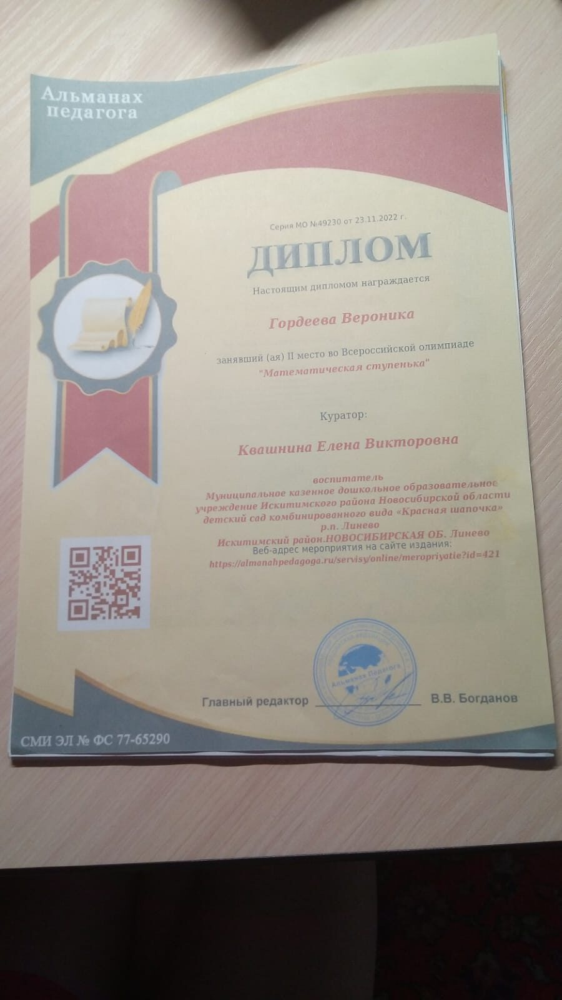 Альманах
педагога
Серия МО №49230 от 23.11.2022 г.
ДИПЛОМ
Настоящим дипломом награждается
Гордеева Вероника
занявший (ая) II место во Всероссийской олимпиаде
"Математическая ступенька"
Куратор:
Квашнина Елена Викторовна
воспитатель
Муниципальное казенное дошкольное образовательное
учреждение Искитимского района Новосибирской области
детский сад комбинированного вида «Красная шапочка»
р.п. Линево
Искитимский район.НОВОСИБИРСКАЯ ОБ. Линево
Веб-адрес мероприятия на сайте издания:
https://almanahpedagoga.ru/servisy/online/meropriyatie?id=421
Альманах Педагога
Главный редактор
В.В. Богданов
СМИ ЭЛ № ФС 77-65290